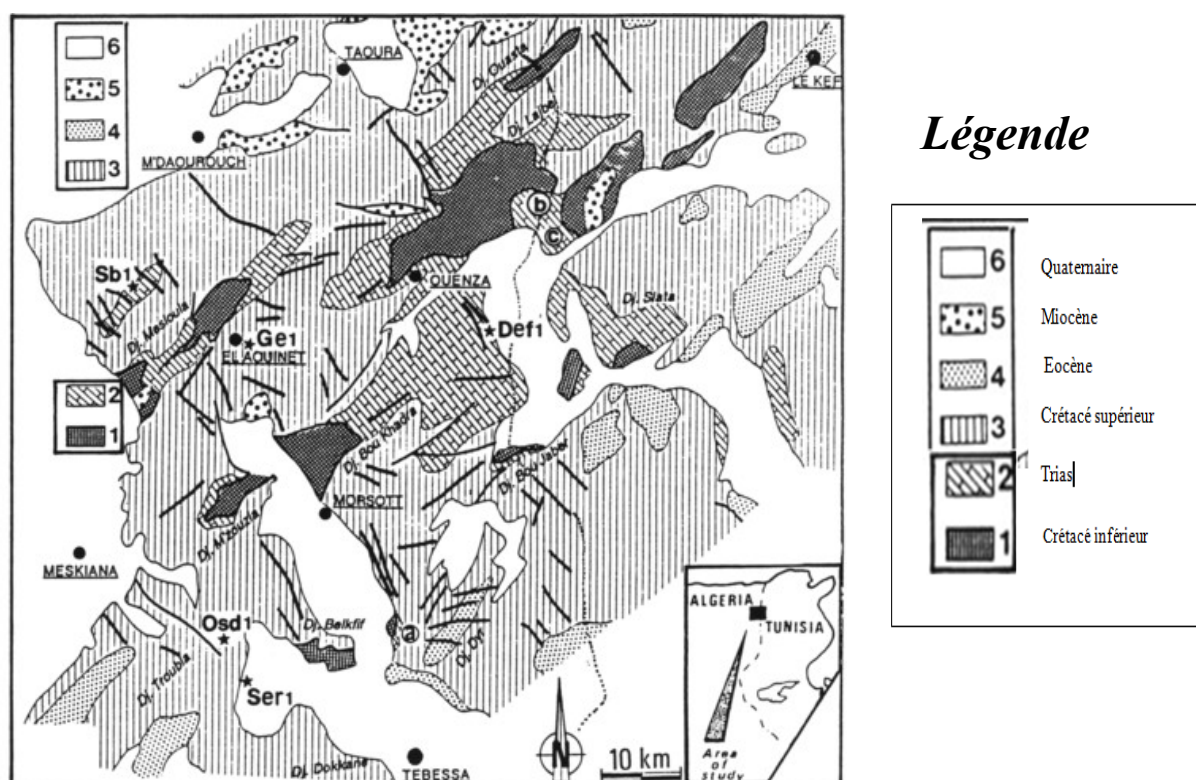 6
5
4
3
TAOURA
Dj. Ouasta
Dj. Lajbel
LE KEF
M'DAOUROUCH
b
c
OUENZA
Sb1
Dj. Mesloula
Ge1
EL AOUINET
Def1
Dj. Slata
2
1
Dj. Bou Khadra
Dj. Bou Jaber
MORSOTT
Dj. M'zouzia
MESKIANA
Osd1
Dj. Belkfif
a
Dj. Dyr
Dj. Troubia
Ser1
Dj. Dokkane
TEBESSA
N
10 km
ALGERIA
TUNISIA
Area
of
study
Légende
6 Quaternaire
5 Miocène
4 Eocène
3 Crétacé supérieur
2 Trias
1 Crétacé inférieur